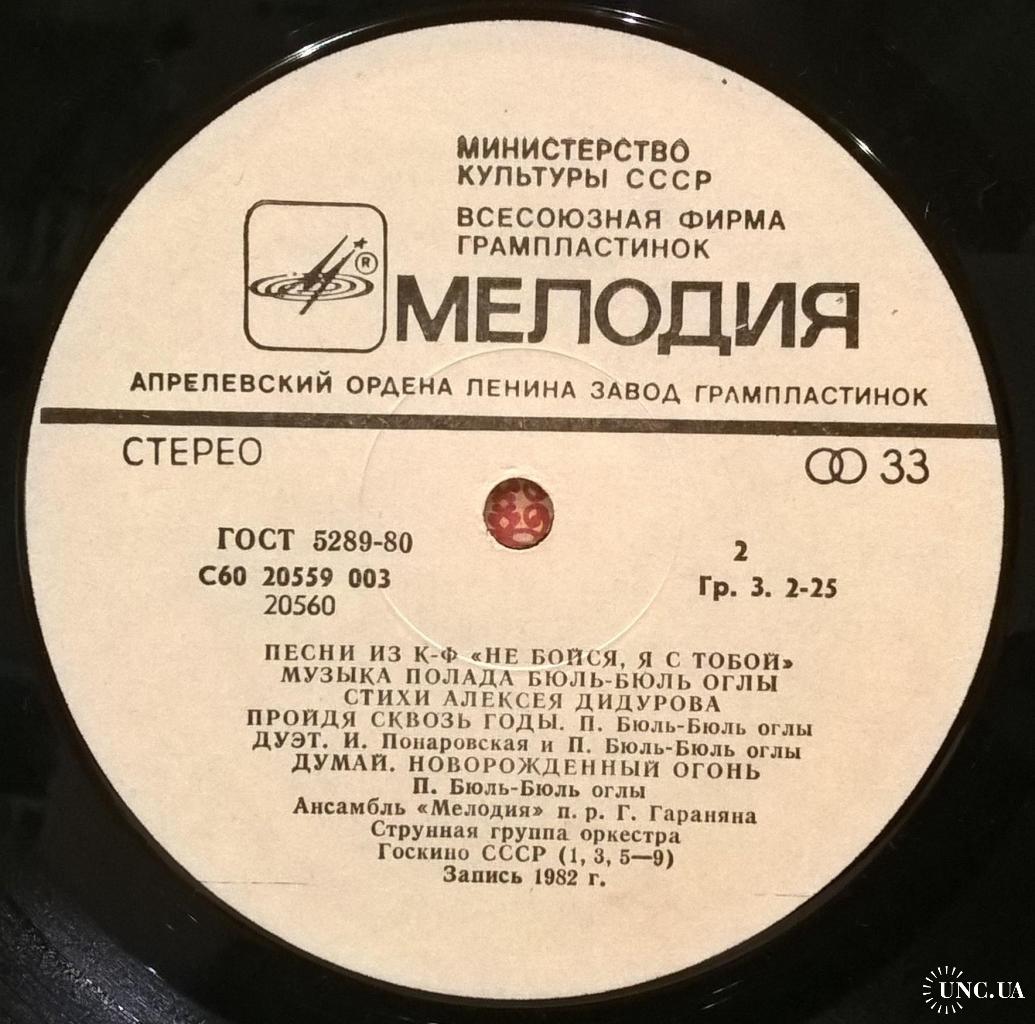 МИНИСТЕРСТВО
КУЛЬТУРЫ СССР
ВСЕСОЮЗНАЯ ФИРМА
ГРАМПЛАСТИНОК
®
МЕЛОДИЯ
АПРЕЛЕВСКИЙ ОРДЕНА ЛЕНИНА ЗАВОД ГРАМПЛАСТИНОК
СТЕРЕО
33
ГОСТ 5289-80
2
С60 20559 003
Гр. 3. 2-25
20560
ПЕСНИ ИЗ К-Ф «НЕ БОЙСЯ, Я С ТОБОЙ»
МУЗЫКА ПОЛАДА БЮЛЬ-БЮЛЬ ОГЛЫ
СТИХИ АЛЕКСЕЯ ДИДУРОВА
ПРОЙДЯ СКВОЗЬ ГОДЫ. П. Бюль-Бюль оглы
ДУЭТ. И. Понаровская и П. Бюль-Бюль оглы
ДУМАЙ. НОВОРОЖДЕННЫЙ ОГОНЬ
П. Бюль-Бюль оглы
Ансамбль «Мелодия» п. р. Г. Гараняна
Струнная группа оркестра
Госкино СССР (1, 3, 5—9)
Запись 1982 г.
UNC.UA